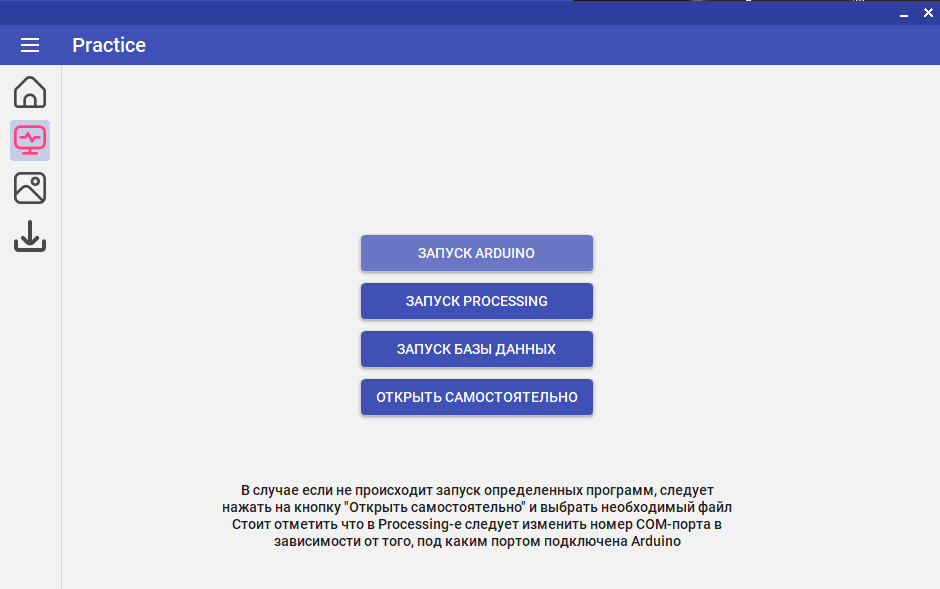 Practice
ЗАПУСК ARDUINO
ЗАПУСК PROCESSING
ЗАПУСК БАЗЫ ДАННЫХ
ОТКРЫТЬ САМОСТОЯТЕЛЬНО
В случае если не происходит запуск определенных программ, следует
нажать на кнопку "Открыть самостоятельно" и выбрать необходимый файл
Стоит отметить что в Processing-е следует изменить номер COM-порта в
зависимости от того, под каким портом подключена Arduino